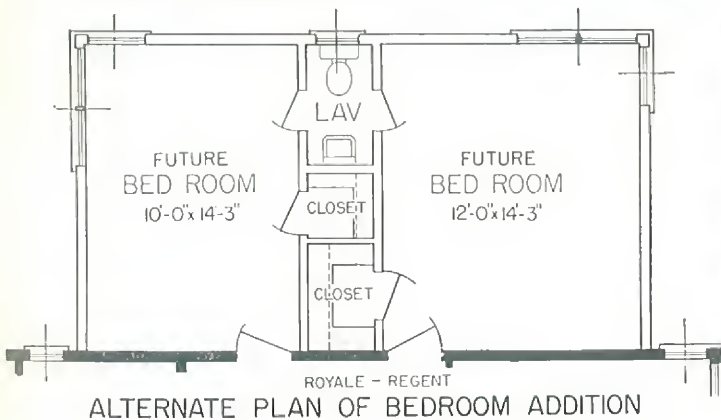 LAV
FUTURE
BED ROOM
10'-0"x 14'-3"
FUTURE
BED ROOM
12'-0"x 14'-3"
CLOSET
CLOSET
ROYALE - REGENT
ALTERNATE PLAN OF BEDROOM ADDITION